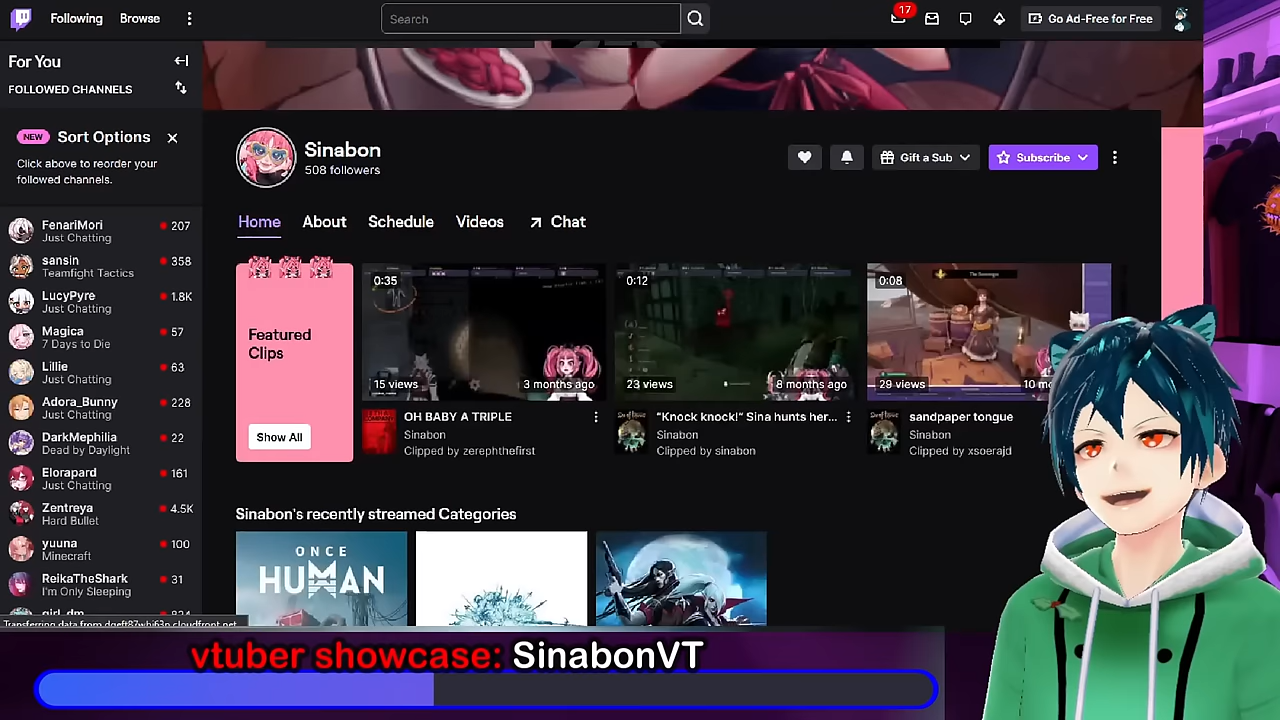 Following Browse
Search
17
Go Ad-Free for Free
For You
FOLLOWED CHANNELS
NEW Sort Options
Click above to reorder your
followed channels.
FenariMori 207
Just Chatting
sansin 358
Teamfight Tactics
LucyPyre 1.8K
Just Chatting
Magica 57
7 Days to Die
Lillie 63
Just Chatting
Adora_Bunny 228
Just Chatting
DarkMephilia 22
Dead by Daylight
Elorapard 161
Just Chatting
Zentreya 4.5K
Hard Bullet
yuuna 100
Minecraft
ReikaTheShark 31
I'm Only Sleeping
Sinabon
508 followers
Gift a Sub
Subscribe
Home About Schedule Videos Chat
Featured
Clips
Show All
0:35
15 views 3 months ago
OH BABY A TRIPLE
Sinabon
Clipped by zerephthefirst
0:12
23 views 8 months ago
"Knock knock!" Sina hunts her...
Sinabon
Clipped by sinabon
0:08
29 views 10 mo
sandpaper tongue
Sinabon
Clipped by xsoerajd
Sinabon's recently streamed Categories
ONCE
HUMAN
vtuber showcase: SinabonVT